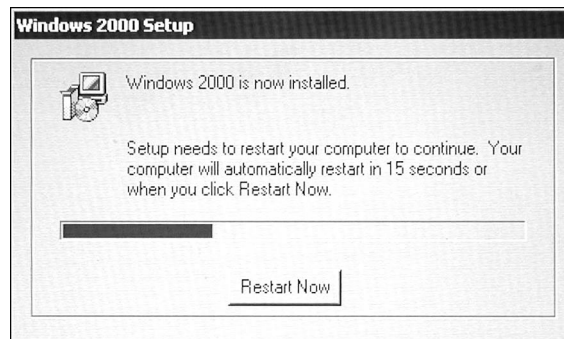 Windows 2000 Setup
Windows 2000 is now installed.
Setup needs to restart your computer to continue. Your
computer will automatically restart in 15 seconds or
when you click Restart Now.
Restart Now